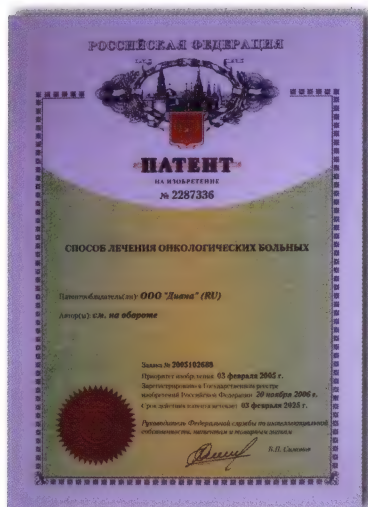 РОССИЙСКАЯ ФЕДЕРАЦИЯ
ПАТЕНТ
НА ИЗОБРЕТЕНИЕ
№ 2287336
СПОСОБ ЛЕЧЕНИЯ ОНКОЛОГИЧЕСКИХ БОЛЬНЫХ
Патентообладатель(ли): ООО "Диана" (RU)
Автор(ы): см. на обороте
Заявка № 2005102688
Приоритет изобретения 03 февраля 2005 г.
Зарегистрировано в Государственном реестре
изобретений Российской Федерации 20 ноября 2006 г.
Срок действия патента истекает 03 февраля 2025 г.
Руководитель Федеральной службы по интеллектуальной
собственности, патентам и товарным знакам
Б.П. Симонов